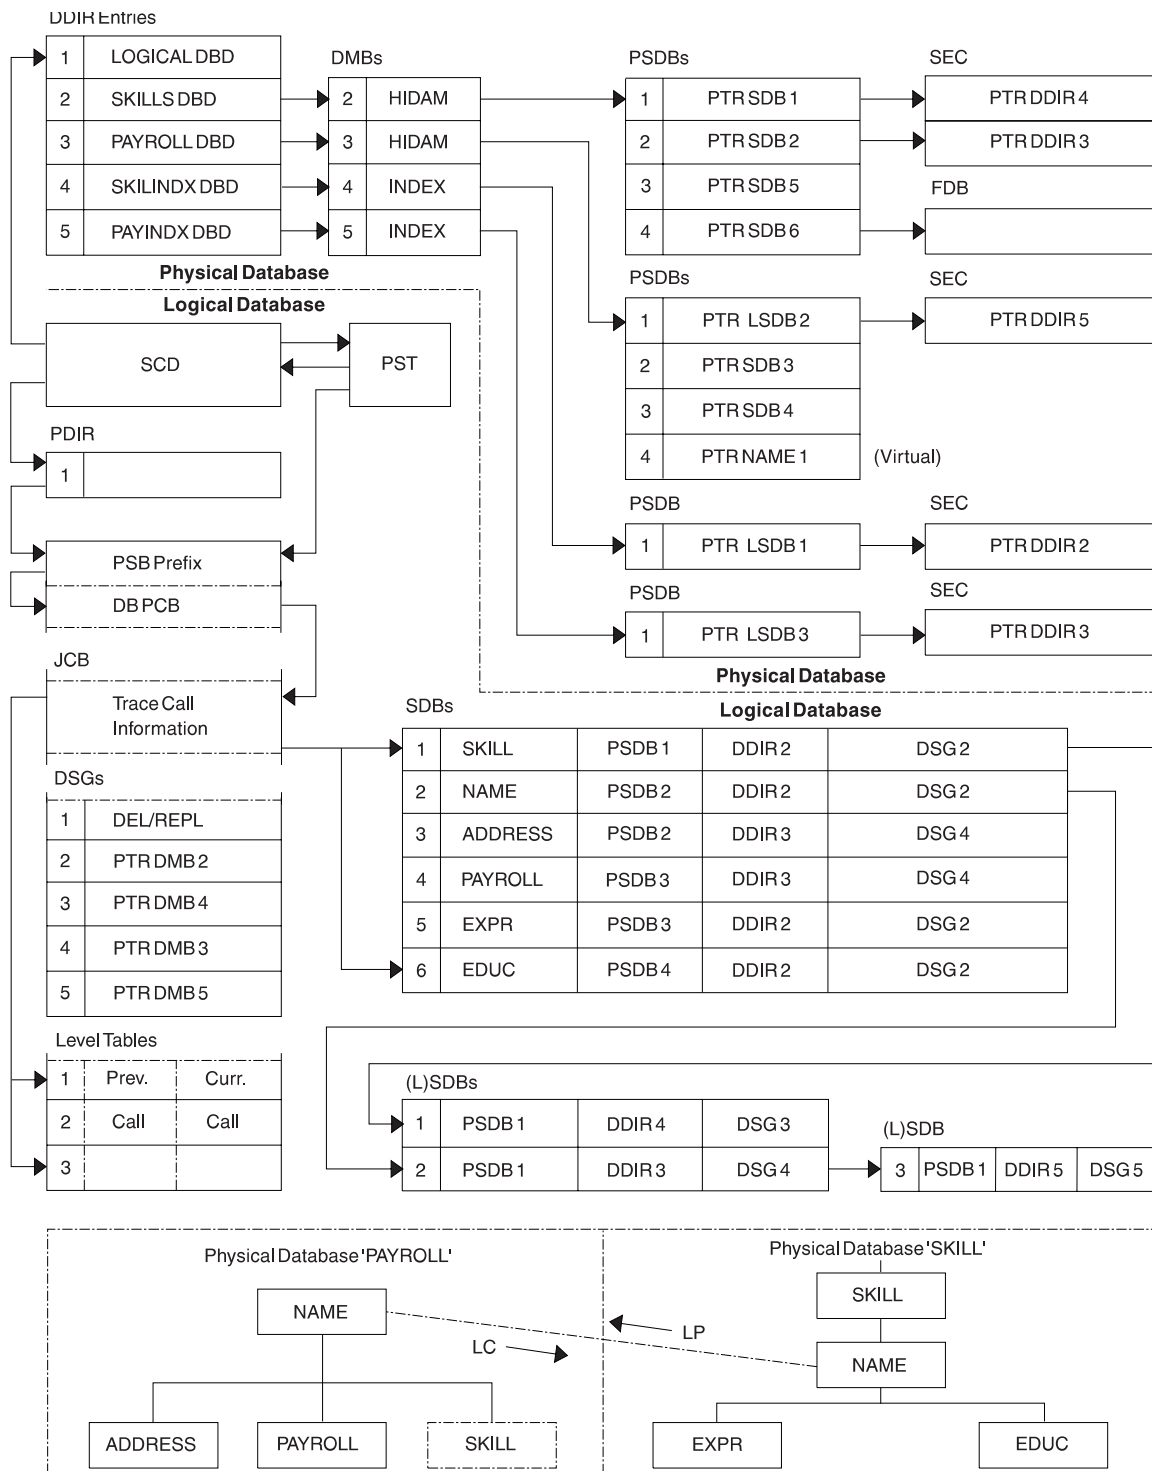 DDIR Entries
1 LOGICAL DBD
2 SKILLS DBD
3 PAYROLL DBD
4 SKILINDX DBD
5 PAYINDX DBD
DMBs
2 HIDAM
3 HIDAM
4 INDEX
5 INDEX
PSDBs
1 PTR SDB 1
2 PTR SDB 2
3 PTR SDB 5
4 PTR SDB 6
SEC
PTR DDIR 4
PTR DDIR 3
FDB
Physical Database
Logical Database
PSDBs
1 PTR LSDB 2
2 PTR SDB 3
3 PTR SDB 4
4 PTR NAME 1
(Virtual)
SEC
PTR DDIR 5
SCD
PST
PDIR
1
PSDB
1 PTR LSDB 1
SEC
PTR DDIR 2
PSB Prefix
DB PCB
PSDB
1 PTR LSDB 3
SEC
PTR DDIR 3
Physical Database
Logical Database
JCB
Trace Call
Information
SDBs
1 SKILL PSDB 1 DDIR 2 DSG 2
2 NAME PSDB 2 DDIR 2 DSG 2
3 ADDRESS PSDB 2 DDIR 3 DSG 4
4 PAYROLL PSDB 3 DDIR 3 DSG 4
5 EXPR PSDB 3 DDIR 2 DSG 2
6 EDUC PSDB 4 DDIR 2 DSG 2
DSGs
1 DEL/REPL
2 PTR DMB 2
3 PTR DMB 4
4 PTR DMB 3
5 PTR DMB 5
Level Tables
1 Prev. Curr.
2 Call Call
3
(L)SDBs
1 PSDB 1 DDIR 4 DSG 3
2 PSDB 1 DDIR 3 DSG 4
(L)SDB
3 PSDB 1 DDIR 5 DSG 5
Physical Database 'PAYROLL'
NAME
LC
ADDRESS PAYROLL SKILL
Physical Database 'SKILL'
SKILL
LP
NAME
EXPR EDUC